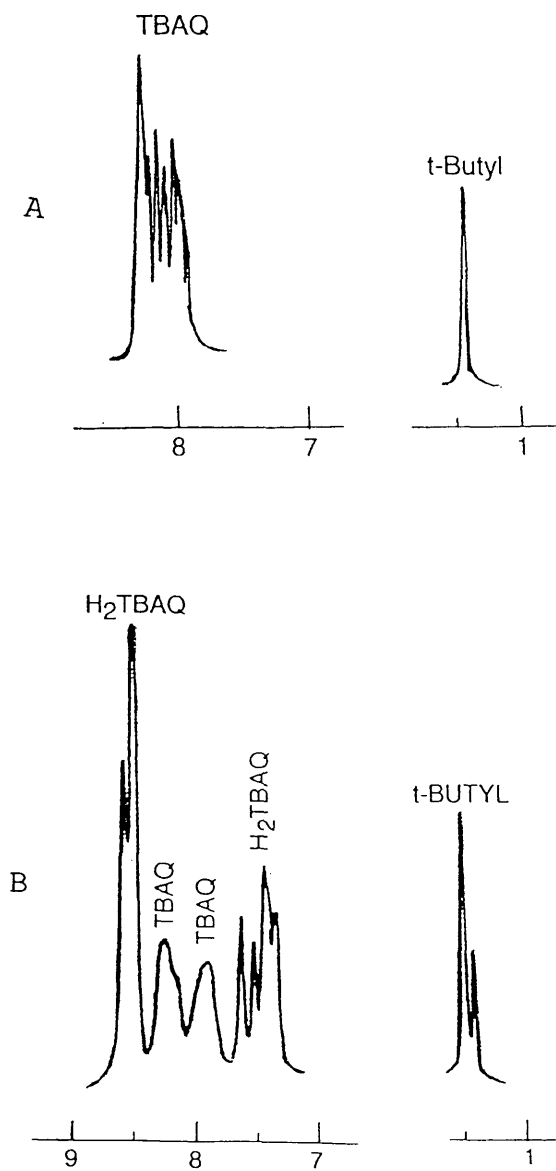 TBAQ
t-Butyl
A
8 7 1
H₂TBAQ
t-BUTYL
H₂TBAQ
TBAQ
TBAQ
B
9 8 7 1